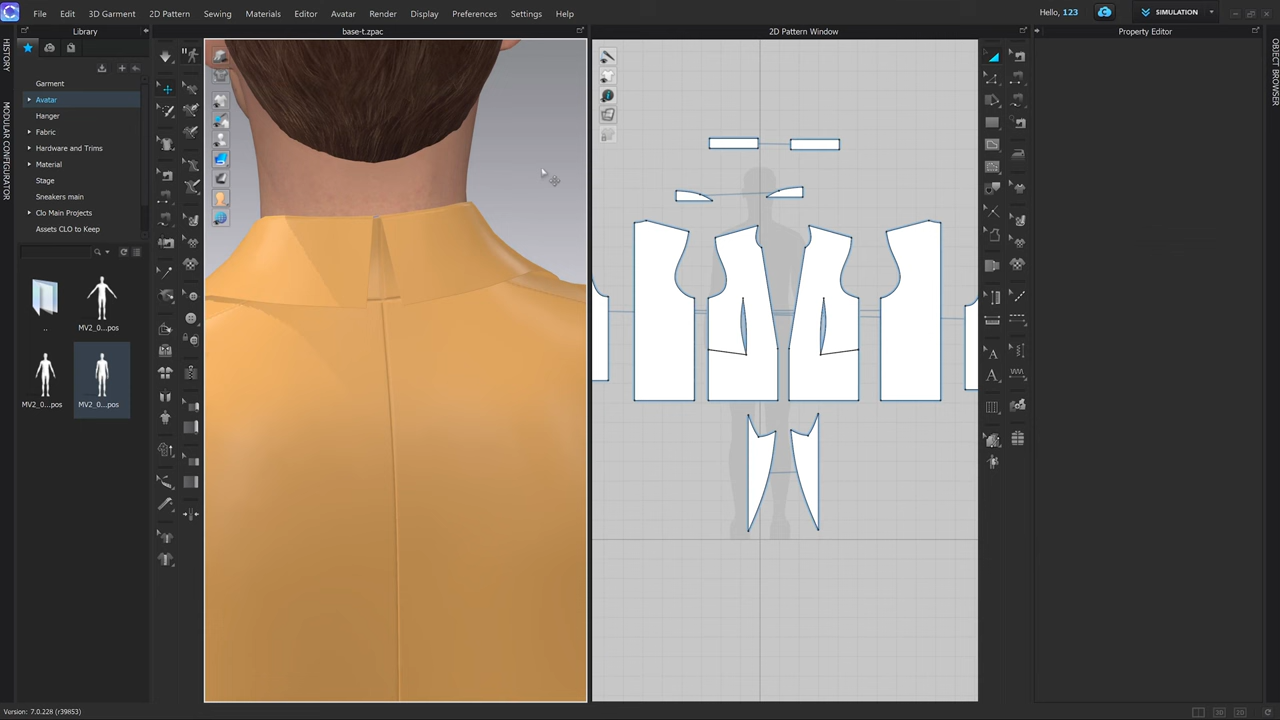 File Edit 3D Garment 2D Pattern Sewing Materials Editor Avatar Render Display Preferences Settings Help
Hello, 123 SIMULATION
Library base-t.zpac 2D Pattern Window Property Editor
HISTORY
MODULAR CONFIGURATOR
OBJECT BROWSER
Garment
Avatar
Hanger
Fabric
Hardware and Trims
Material
Stage
Sneakers main
Clo Main Projects
Assets CLO to Keep
.. MV2_0...pos
MV2_0...pos MV2_0...pos
Version: 7.0.228 (r39853)